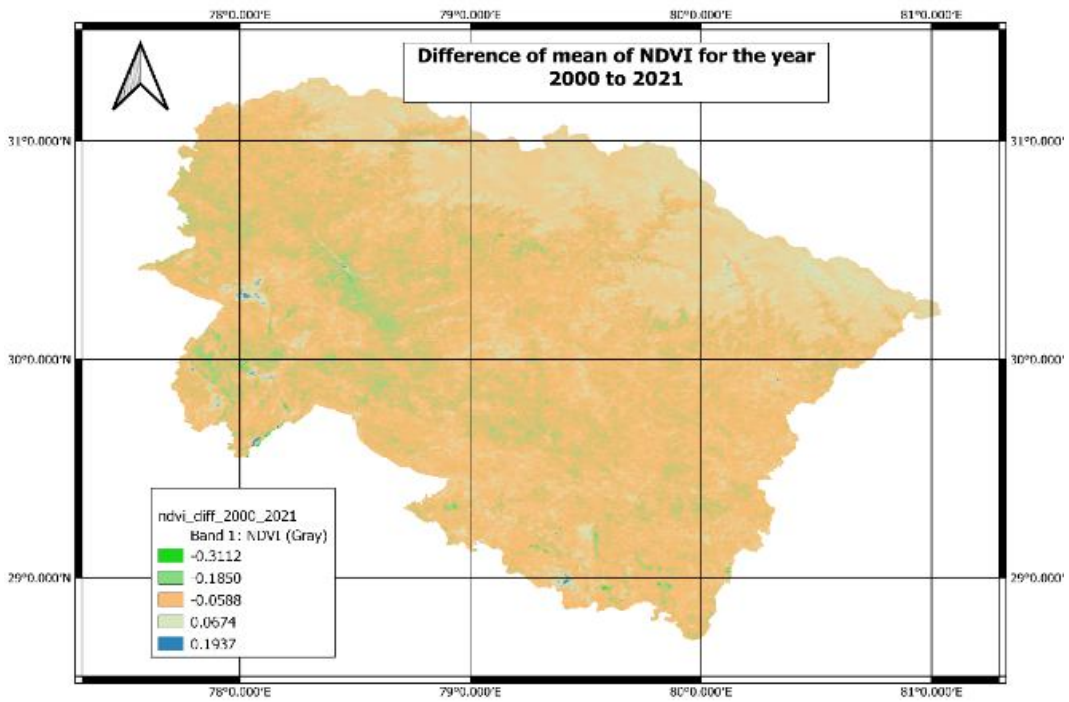 78°0.000'E 79°0.000'E 80°0.000'E 81°0.000'E
Difference of mean of NDVI for the year
2000 to 2021
31°0.000'N 31°0.000'
30°0.000'N 30°0.000'
ndvi_diff_2000_2021
Band 1: NDVI (Gray)
-0.3112
-0.1850
-0.0588
0.0674
0.1937
29°0.000'N 29°0.000'
78°0.000'E 79°0.000'E 80°0.000'E 81°0.000'E